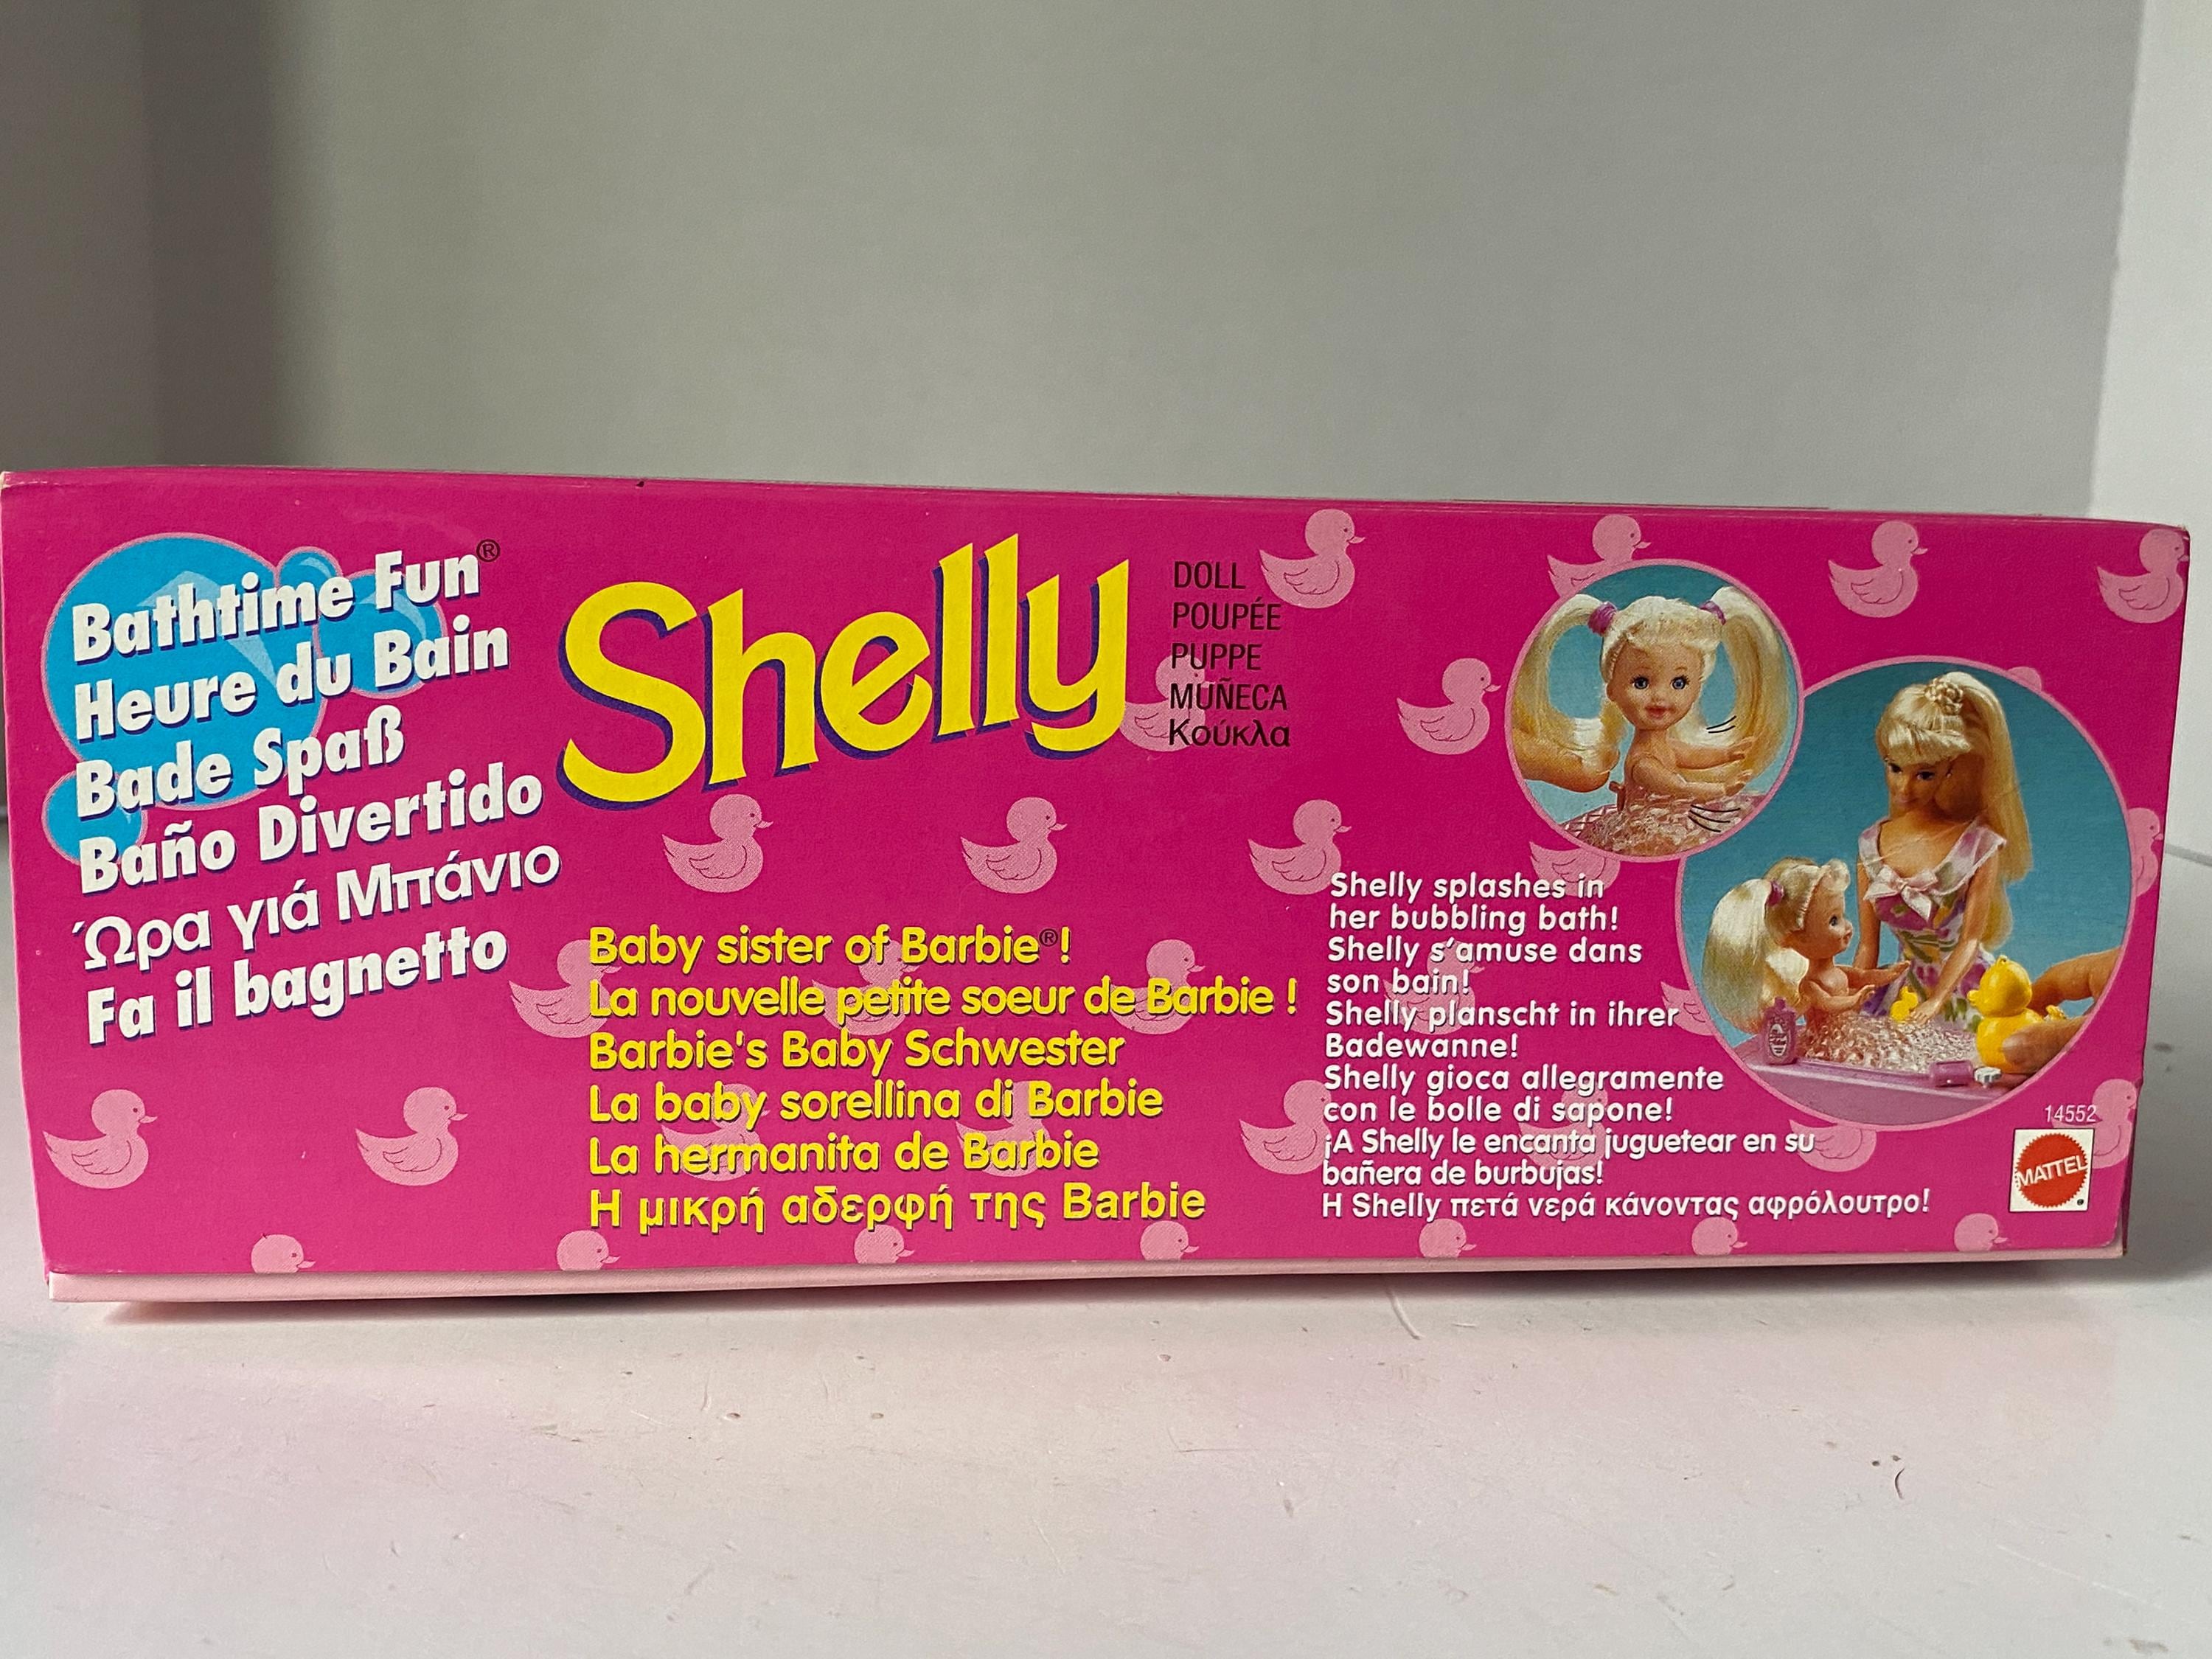 Bathtime Fun®
Heure du Bain
Bade Spaß
Baño Divertido
Ώρα γιά Μπάνιο
Fa il bagnetto
Shelly
DOLL
POUPÉE
PUPPE
MUÑECA
Κούκλα
Baby sister of Barbie®!
La nouvelle petite soeur de Barbie !
Barbie's Baby Schwester
La baby sorellina di Barbie
La hermanita de Barbie
Η μικρή αδερφή της Barbie
Shelly splashes in
her bubbling bath!
Shelly s'amuse dans
son bain!
Shelly planscht in ihrer
Badewanne!
Shelly gioca allegramente
con le bolle di sapone!
¡A Shelly le encanta juguetear en su
bañera de burbujas!
Η Shelly πετά νερά κάνοντας αφρόλουτρο!
14552
MATTEL